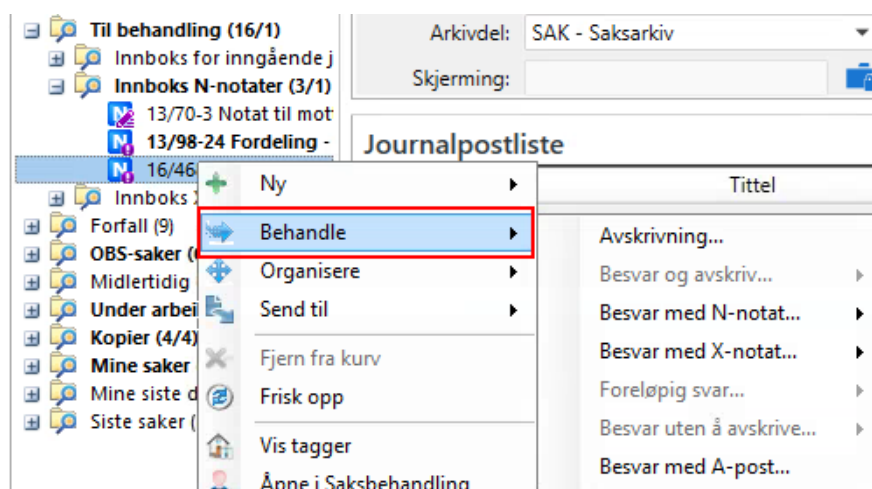 Til behandling (16/1)
Innboks for inngående j
Innboks N-notater (3/1)
13/70-3 Notat til mot
13/98-24 Fordeling -
16/46
Innboks
Forfall (9)
OBS-saker (
Midlertidig
Under arbei
Kopier (4/4)
Mine saker
Mine siste d
Siste saker (
Arkivdel: SAK - Saksarkiv
Skjerming:
Journalpostliste
Tittel
Ny
Behandle
Organisere
Send til
Fjern fra kurv
Frisk opp
Vis tagger
Åpne i Saksbehandling
Avskrivning...
Besvar og avskriv...
Besvar med N-notat...
Besvar med X-notat...
Foreløpig svar...
Besvar uten å avskrive...
Besvar med A-post...